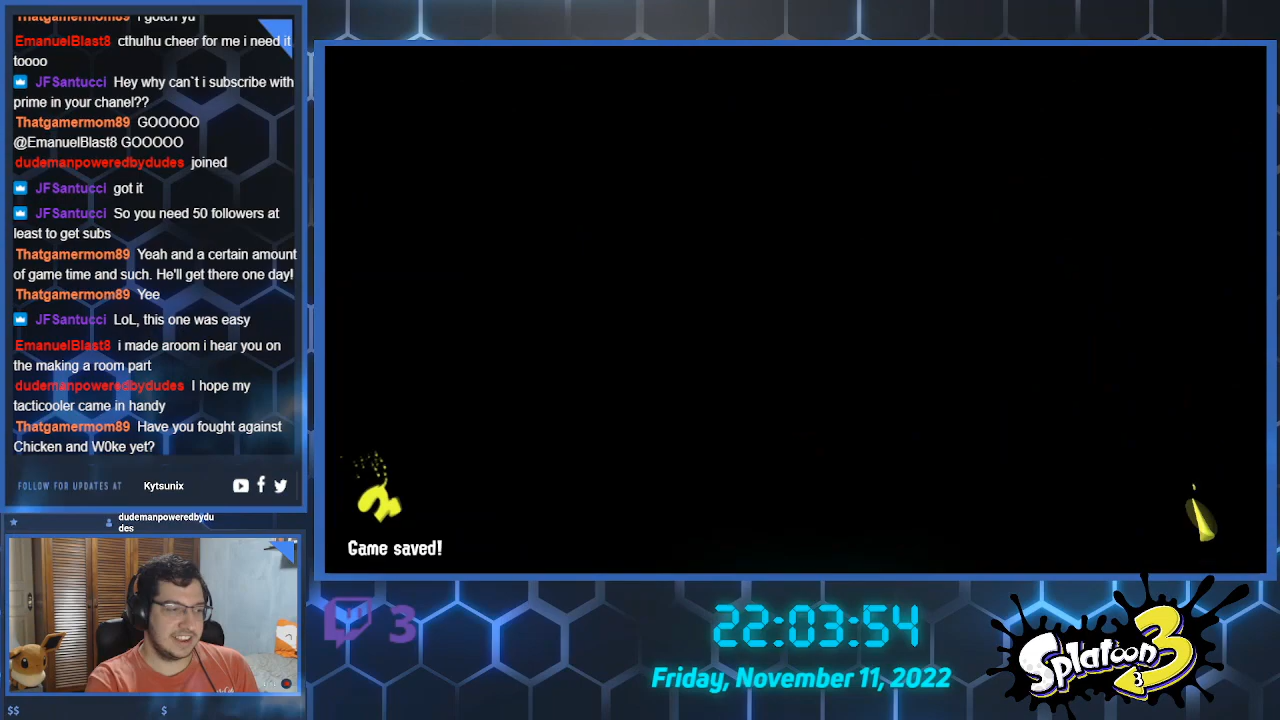 Thatgamermom89 I gotch yu
EmanuelBlast8 cthulhu cheer for me i need it
toooo
JFSantucci Hey why can`t i subscribe with
prime in your chanel??
Thatgamermom89 GOOOOO
@EmanuelBlast8 GOOOOO
dudemanpoweredbydudes joined
JFSantucci got it
JFSantucci So you need 50 followers at
least to get subs
Thatgamermom89 Yeah and a certain amount
of game time and such. He'll get there one day!
Thatgamermom89 Yee
JFSantucci LoL, this one was easy
EmanuelBlast8 i made aroom i hear you on
the making a room part
dudemanpoweredbydudes I hope my
tacticooler came in handy
Thatgamermom89 Have you fought against
Chicken and W0ke yet?
FOLLOW FOR UPDATES AT Kytsunix
dudemanpoweredbydu
des
$$ $
Game saved!
3
22:03:54
Friday, November 11, 2022
Splatoon 3